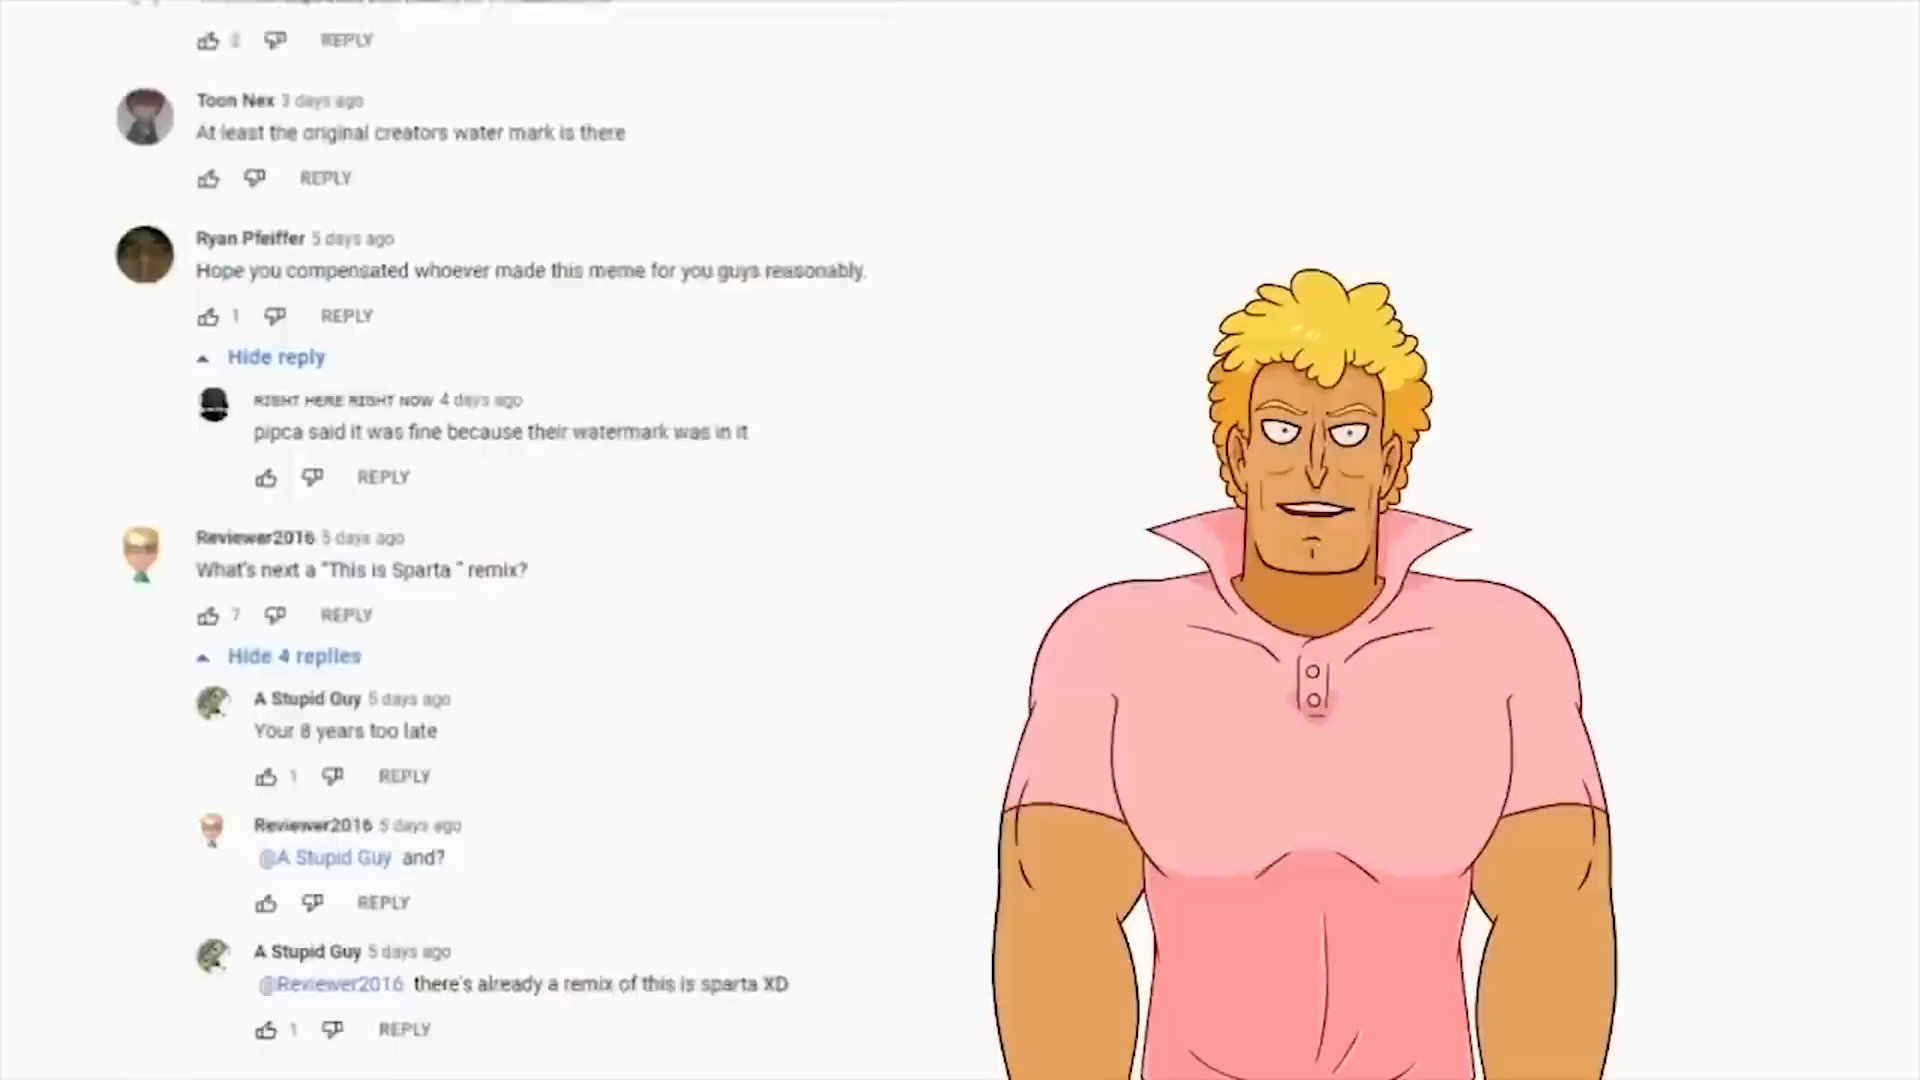 REPLY
Toon Nex 3 days ago
At least the original creators water mark is there
REPLY
Ryan Pfeiffer 5 days ago
Hope you compensated whoever made this meme for you guys reasonably.
1 REPLY
Hide reply
RIGHT HERE RIGHT NOW 4 days ago
pipca said it was fine because their watermark was in it
REPLY
Reviewer2016 5 days ago
What's next a "This is Sparta " remix?
7 REPLY
Hide 4 replies
A Stupid Guy 5 days ago
Your 8 years too late
1 REPLY
Reviewer2016 5 days ago
@A Stupid Guy and?
REPLY
A Stupid Guy 5 days ago
@Reviewer2016 there's already a remix of this is sparta XD
1 REPLY